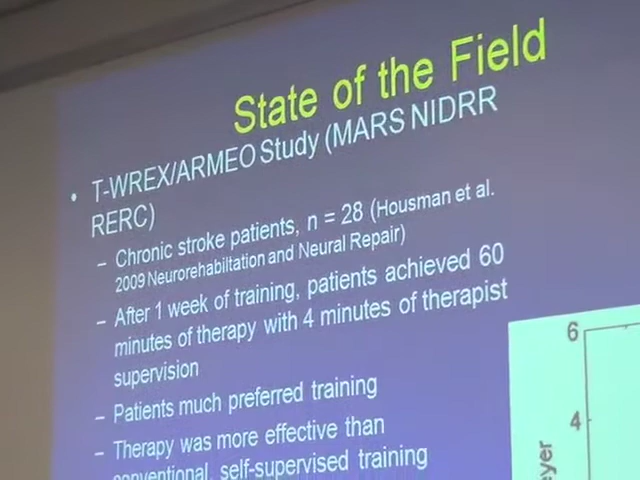 State of the Field
• T-WREX/ARMEO Study (MARS NIDRR
RERC)
– Chronic stroke patients, n = 28 (Housman et al.
2009 Neurorehabiltation and Neural Repair)
– After 1 week of training, patients achieved 60
minutes of therapy with 4 minutes of therapist
supervision
– Patients much preferred training
– Therapy was more effective than
conventional, self-supervised training
6
4
eyer